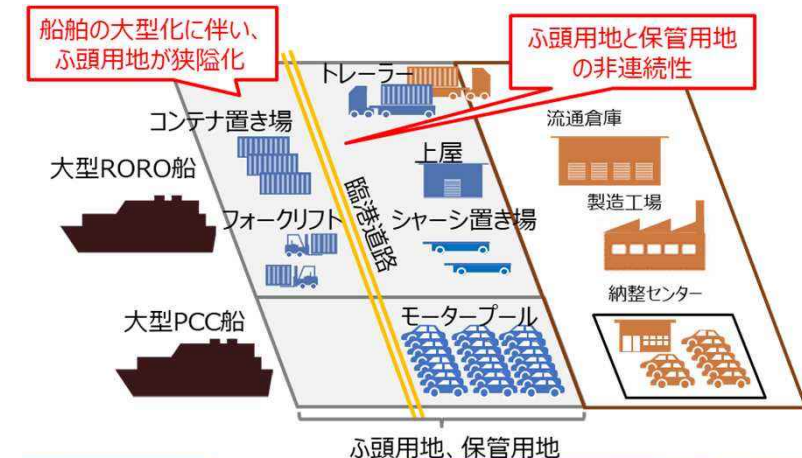 船舶の大型化に伴い、
ふ頭用地が狭隘化
ふ頭用地と保管用地
の非連続性
トレーラー
コンテナ置き場
流通倉庫
大型RORO船
上屋
臨港道路
製造工場
フォークリフト
シャーシ置き場
納整センター
大型PCC船
モータープール
ふ頭用地、保管用地